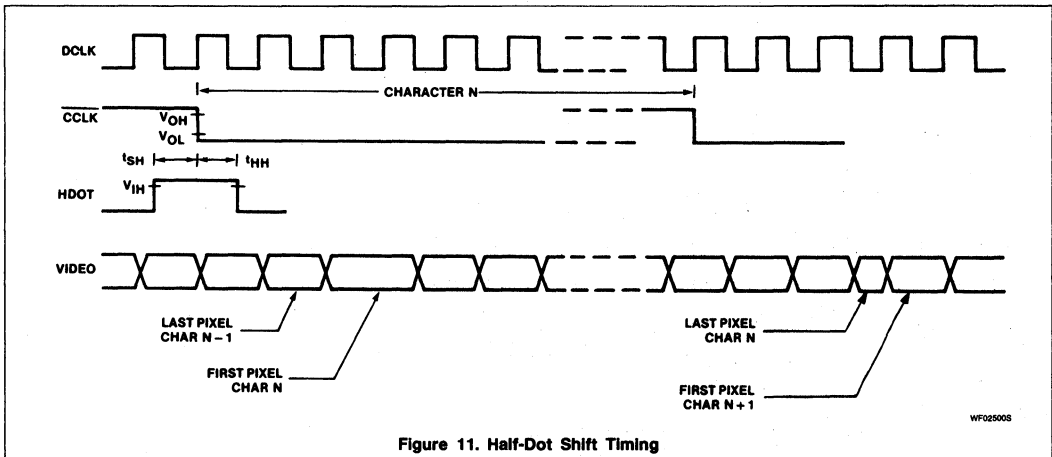 DCLK
CHARACTER N
CCLK
VOH
VOL
tSH
tHH
HDOT
VIH
VIDEO
LAST PIXEL
CHAR N – 1
FIRST PIXEL
CHAR N
LAST PIXEL
CHAR N
FIRST PIXEL
CHAR N + 1
WF02500S
Figure 11. Half-Dot Shift Timing